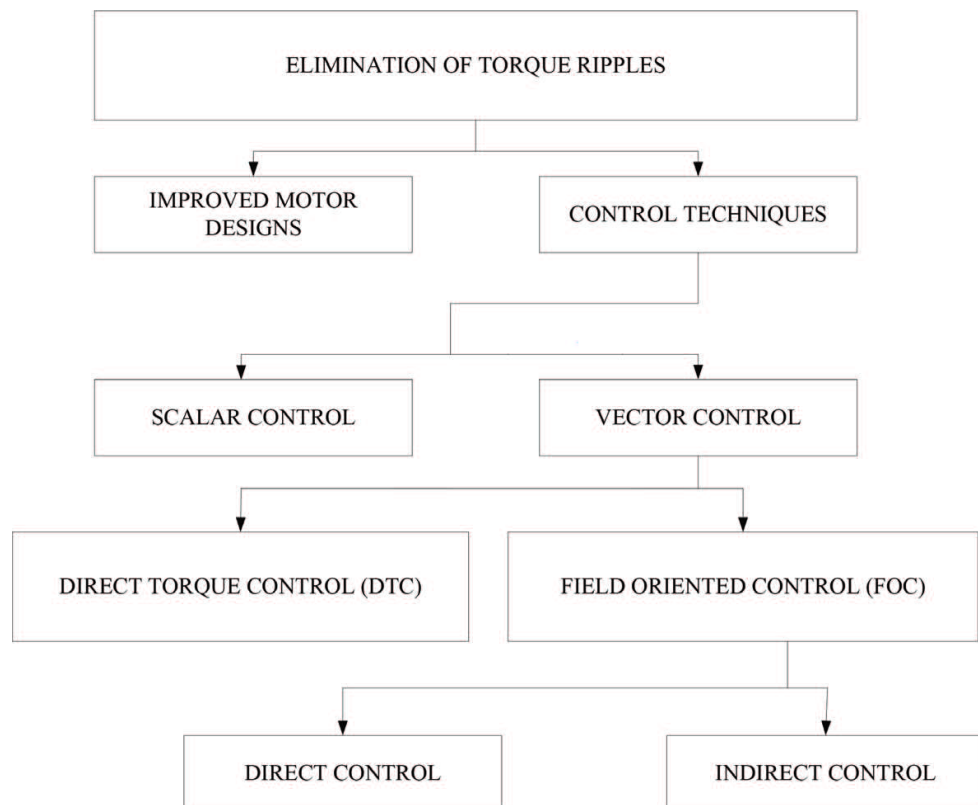 ELIMINATION OF TORQUE RIPPLES
IMPROVED MOTOR
DESIGNS
CONTROL TECHNIQUES
SCALAR CONTROL
VECTOR CONTROL
DIRECT TORQUE CONTROL (DTC)
FIELD ORIENTED CONTROL (FOC)
DIRECT CONTROL
INDIRECT CONTROL